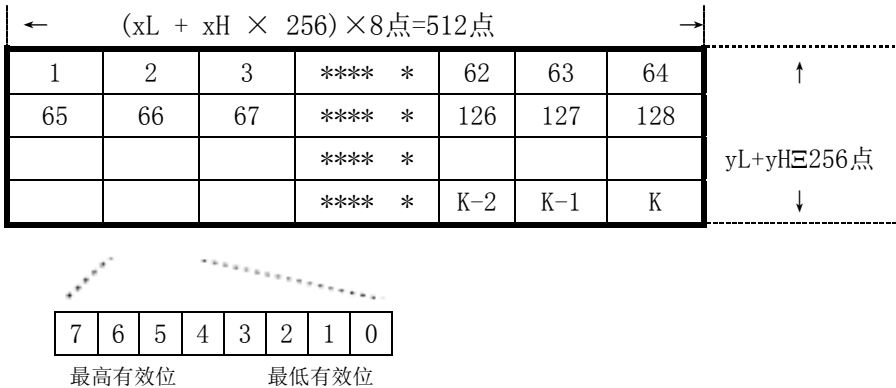 ← (xL + xH × 256)×8点=512点 →
1 2 3 **** * 62 63 64 ↑
65 66 67 **** * 126 127 128
**** * yL+yHΞ256点
**** * K-2 K-1 K ↓
7 6 5 4 3 2 1 0
最高有效位 最低有效位